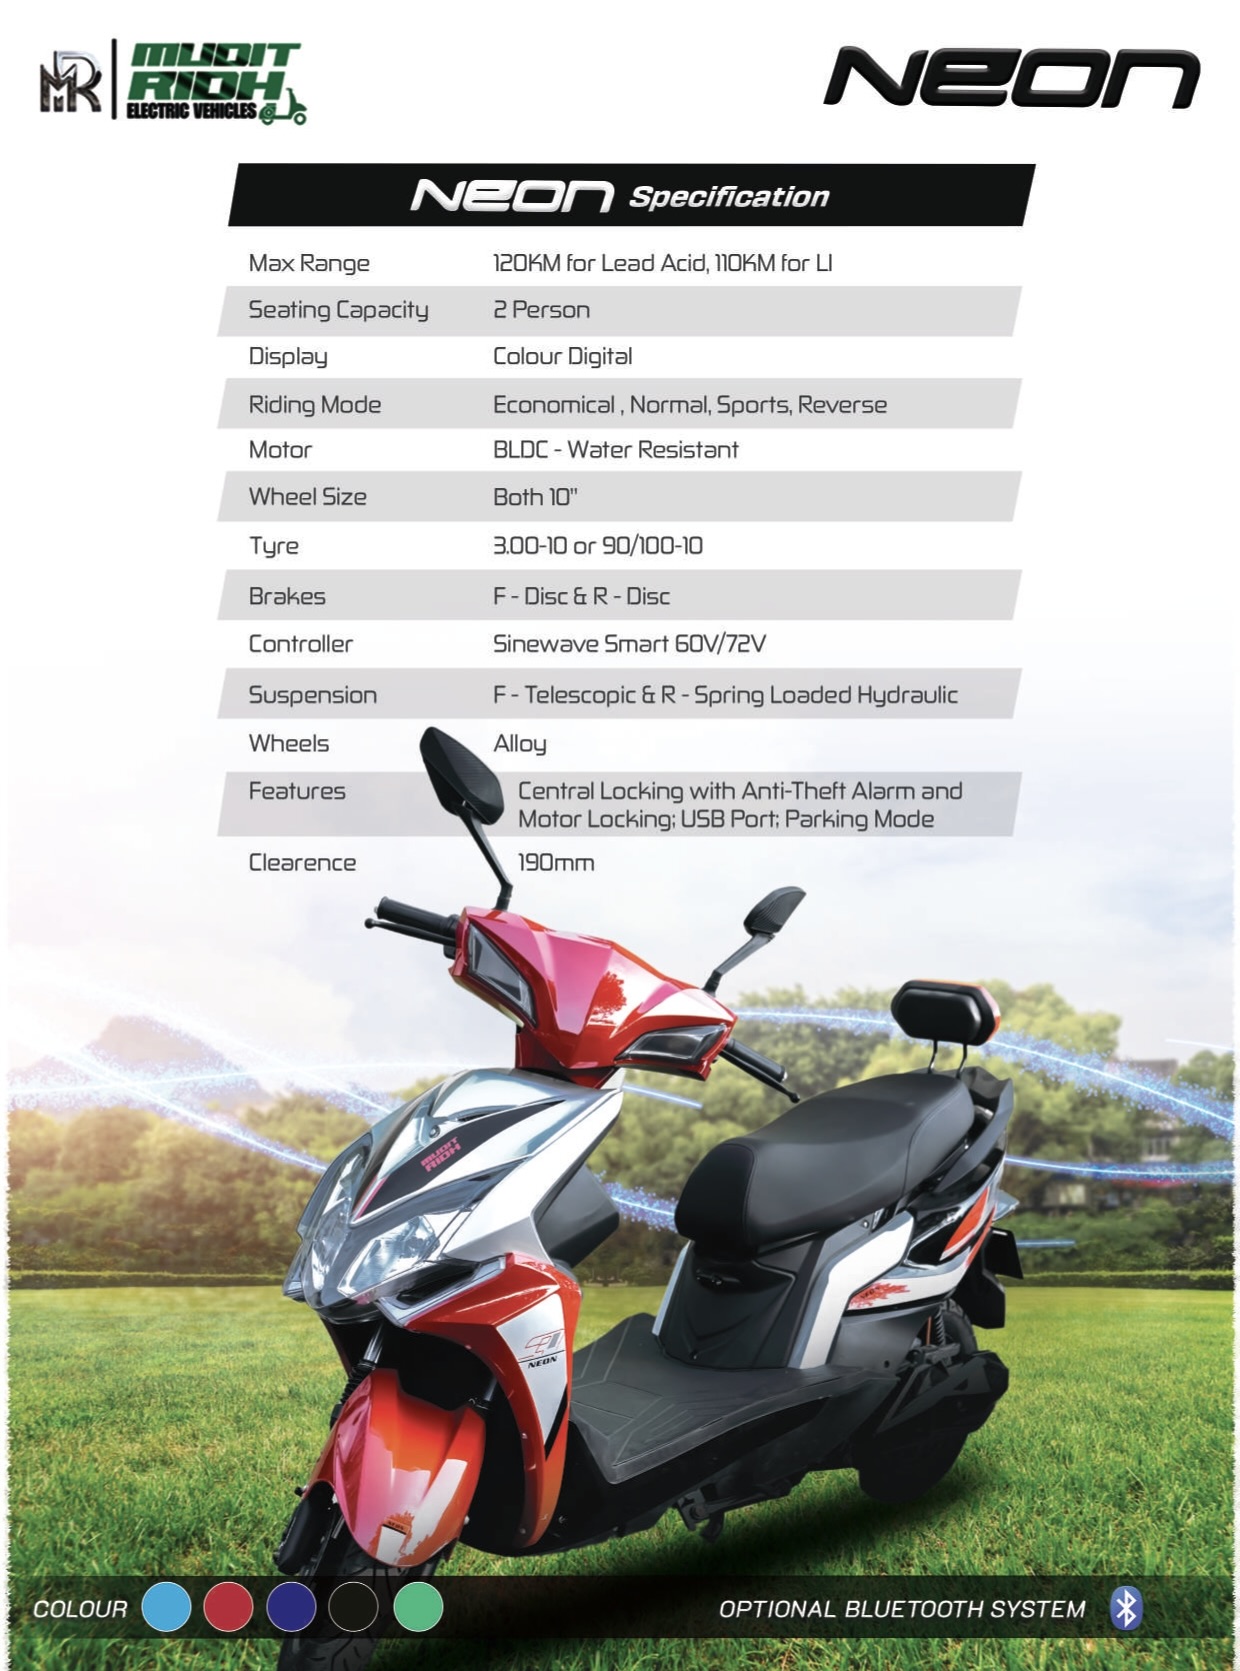 MR
MUDIT
RIDH
ELECTRIC VEHICLES
NEON
NEON Specification
Max Range 120KM for Lead Acid, 110KM for LI
Seating Capacity 2 Person
Display Colour Digital
Riding Mode Economical , Normal, Sports, Reverse
Motor BLDC - Water Resistant
Wheel Size Both 10"
Tyre 3.00-10 or 90/100-10
Brakes F - Disc & R - Disc
Controller Sinewave Smart 60V/72V
Suspension F - Telescopic & R - Spring Loaded Hydraulic
Wheels Alloy
Features Central Locking with Anti-Theft Alarm and
Motor Locking; USB Port; Parking Mode
Clearence 190mm
MUDIT
RIDH
NEON
COLOUR
OPTIONAL BLUETOOTH SYSTEM